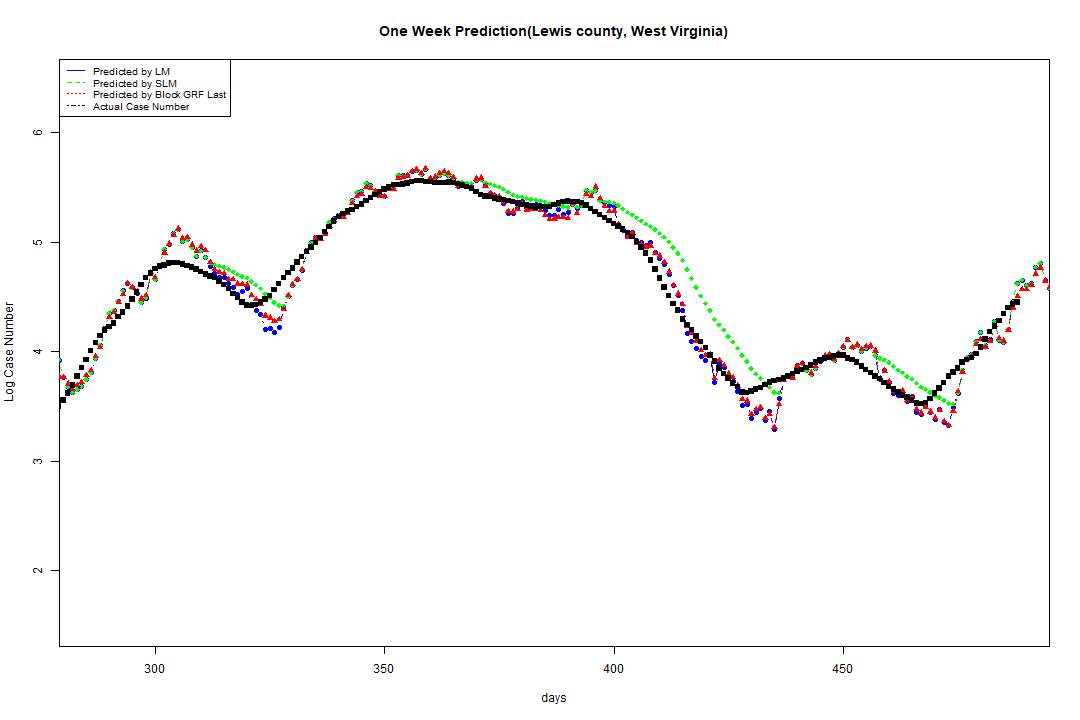 One Week Prediction(Lewis county, West Virginia)
Predicted by LM
Predicted by SLM
Predicted by Block GRF Last
Actual Case Number
6
5
4
3
2
Log Case Number
300 350 400 450
days